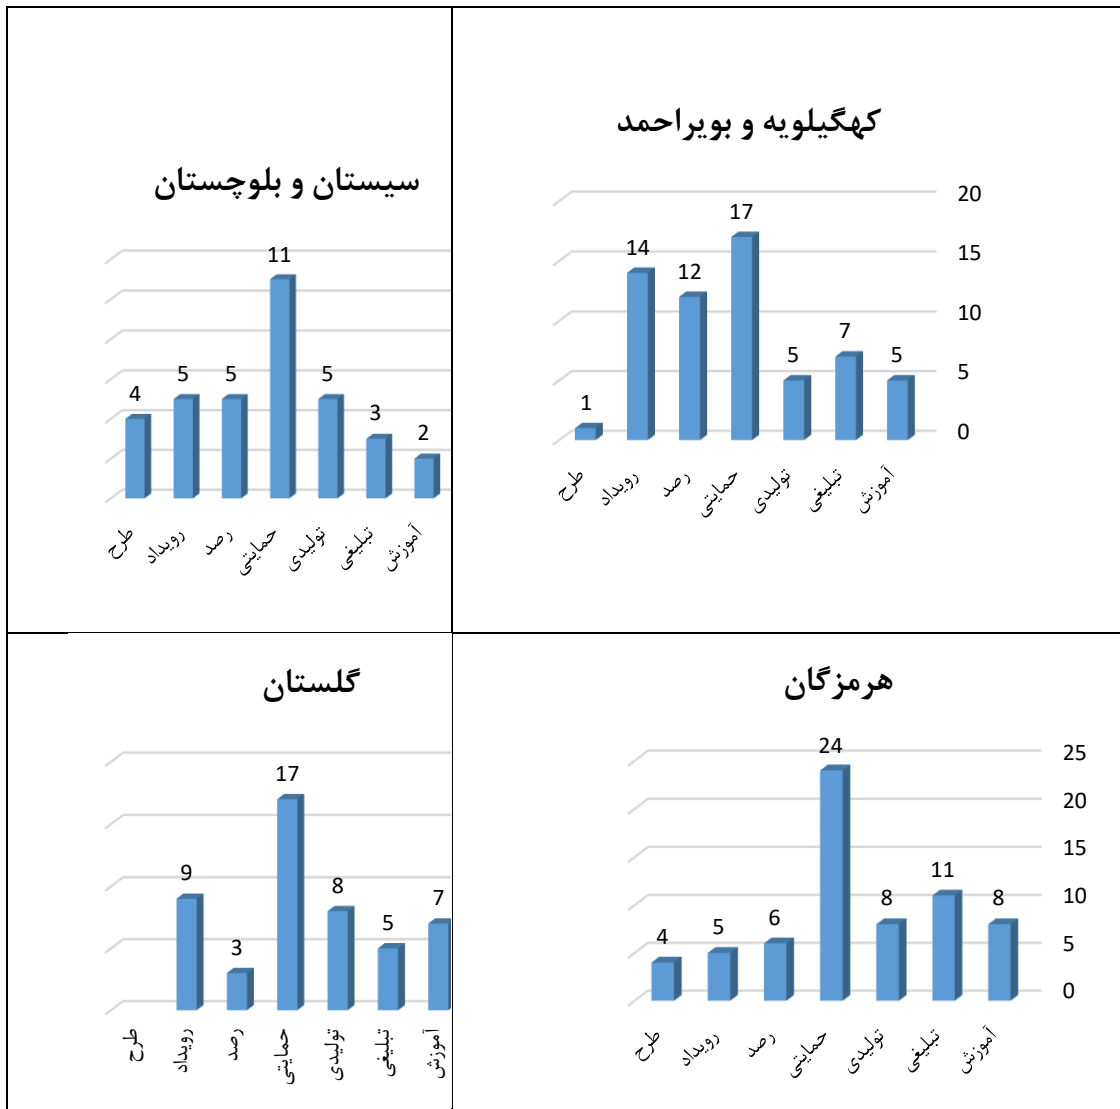 کهگیلویه و بویراحمد
20
15
10
5
0
1
14
12
17
5
7
5
طرح
رویداد
رصد
حمایتی
تولیدی
تبلیغی
آموزش
سیستان و بلوچستان
4
5
5
11
5
3
2
طرح
رویداد
رصد
حمایتی
تولیدی
تبلیغی
آموزش
هرمزگان
25
20
15
10
5
0
4
5
6
24
8
11
8
طرح
رویداد
رصد
حمایتی
تولیدی
تبلیغی
آموزش
گلستان
9
3
17
8
5
7
طرح
رویداد
رصد
حمایتی
تولیدی
تبلیغی
آموزش